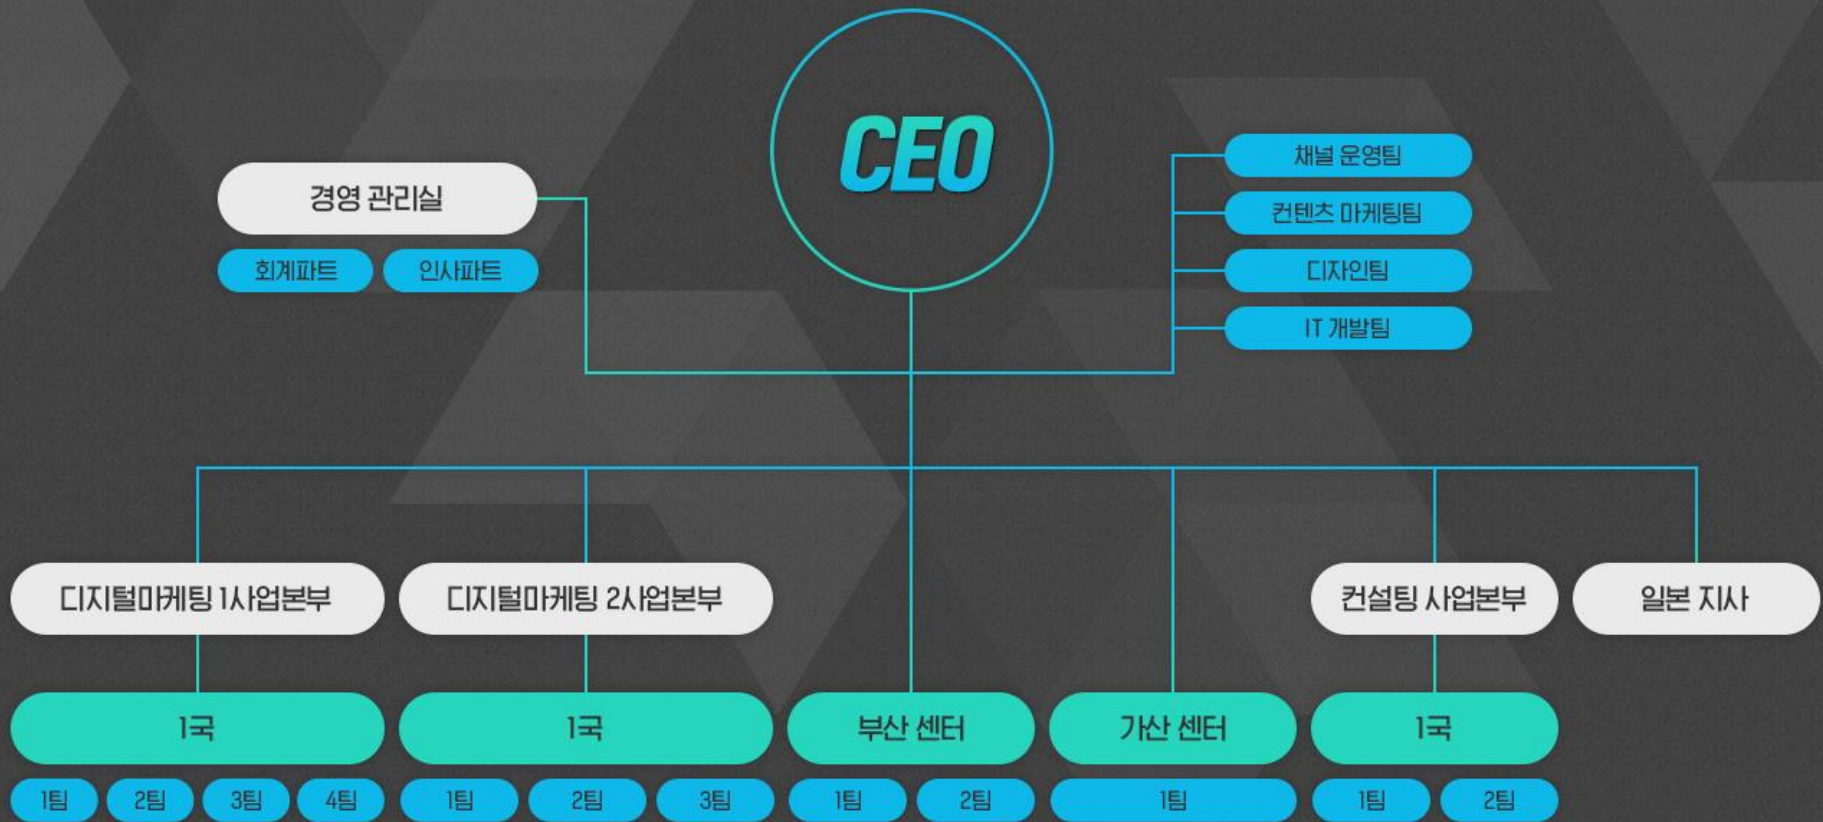 CEO
경영 관리실
회계파트 인사파트
채널 운영팀
컨텐츠 마케팅팀
디자인팀
IT 개발팀
디지털마케팅 1사업본부
디지털마케팅 2사업본부
컨설팅 사업본부
일본 지사
1국
1국
부산 센터
가산 센터
1국
1팀 2팀 3팀 4팀
1팀 2팀 3팀
1팀 2팀
1팀
1팀 2팀